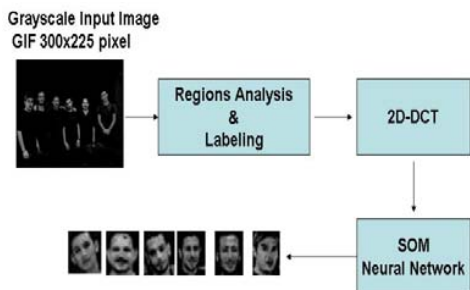 Grayscale Input Image
GIF 300x225 pixel
Regions Analysis
&
Labeling
2D-DCT
SOM
Neural Network